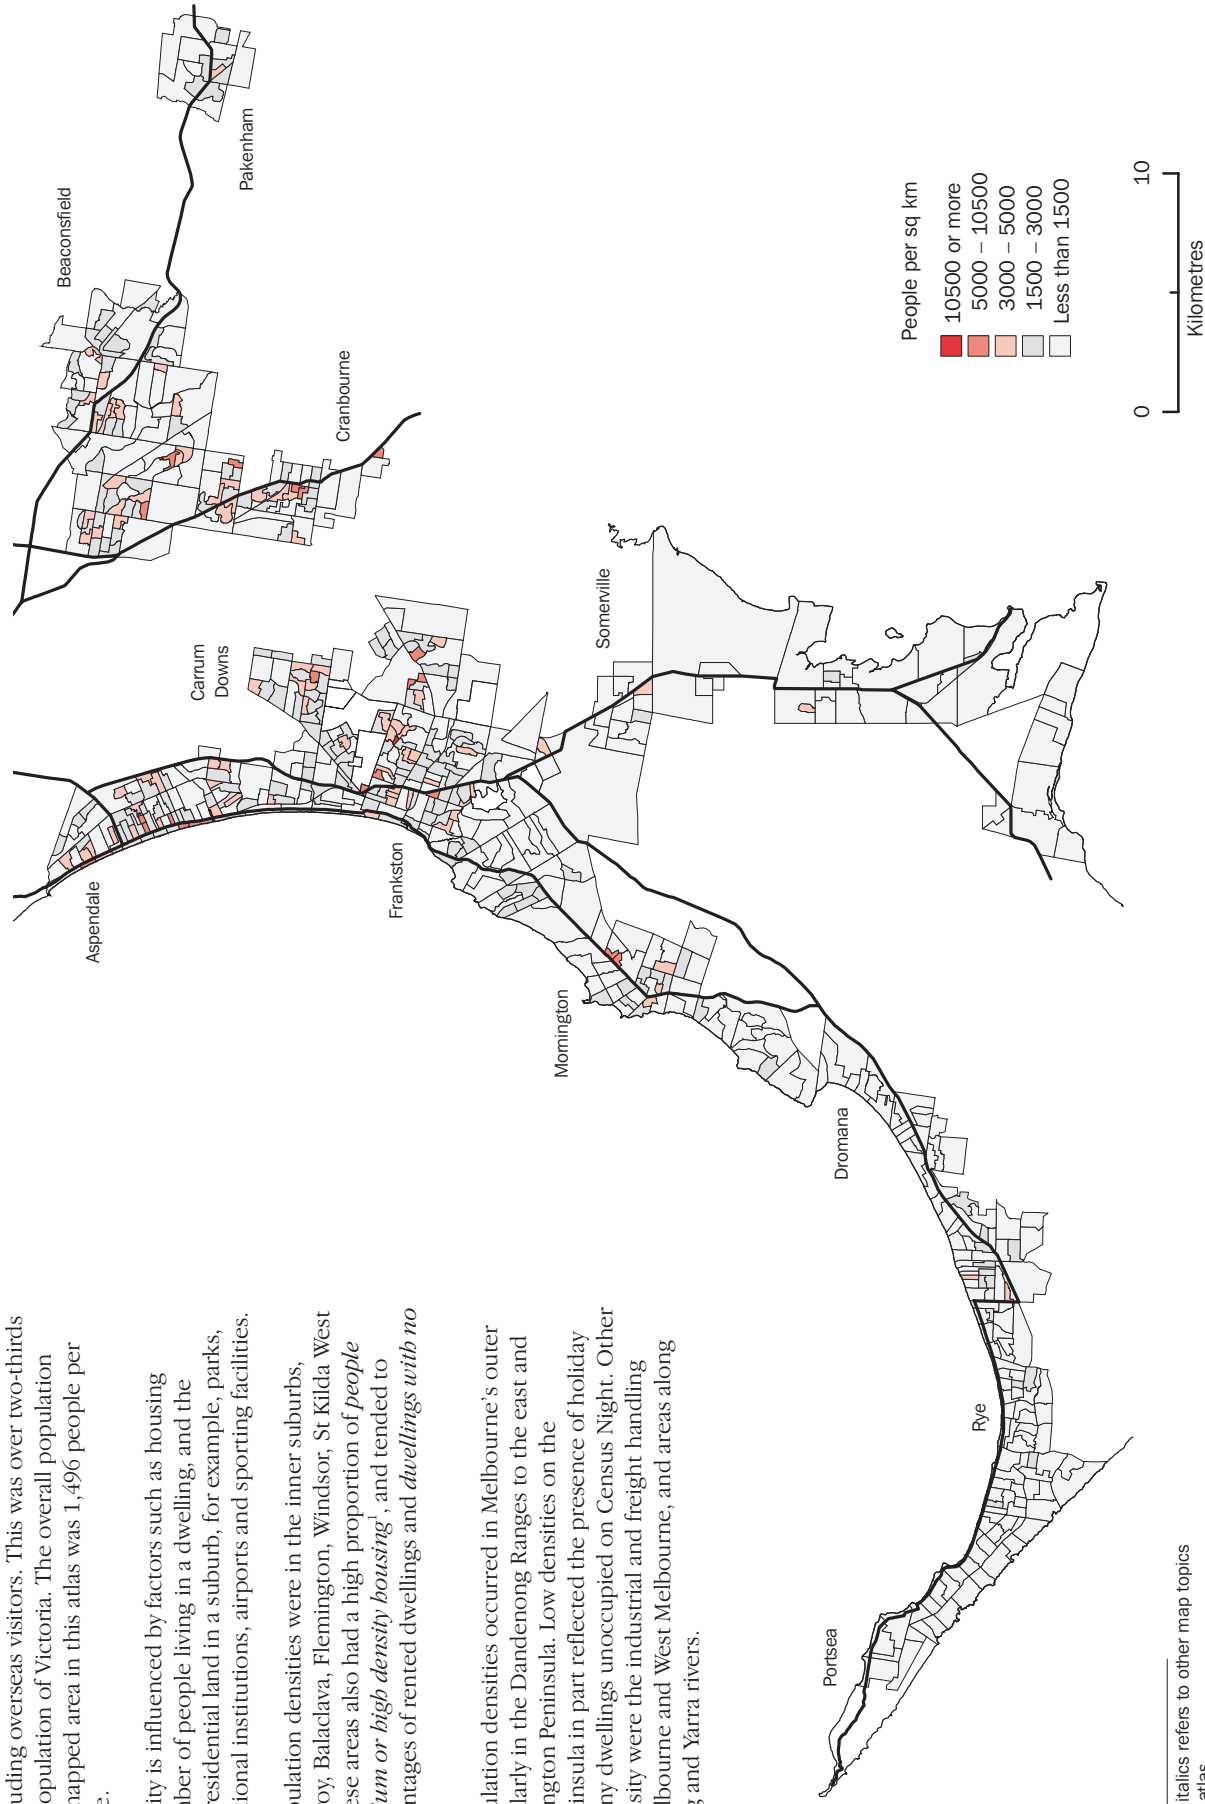 uding overseas visitors. This was over two-thirds
opulation of Victoria. The overall population
napped area in this atlas was 1,496 people per
e.
ity is influenced by factors such as housing
ber of people living in a dwelling, and the
residential land in a suburb, for example, parks,
tional institutions, airports and sporting facilities.
pulation densities were in the inner suburbs,
oy, Balaclava, Flemington, Windsor, St Kilda West
ese areas also had a high proportion of people
um or high density housing¹, and tended to
ntages of rented dwellings and dwellings with no
ulation densities occurred in Melbourne's outer
larly in the Dandenong Ranges to the east and
ngton Peninsula. Low densities on the
insula in part reflected the presence of holiday
ny dwellings unoccupied on Census Night. Other
sity were the industrial and freight handling
lbourne and West Melbourne, and areas along
g and Yarra rivers.
italics refers to other map topics
atlas
Aspendale
Carrum
Downs
Beaconsfield
Pakenham
Cranbourne
Frankston
Mornington
Somerville
Dromana
Rye
Portsea
People per sq km
10500 or more
5000 – 10500
3000 – 5000
1500 – 3000
Less than 1500
0
10
Kilometres